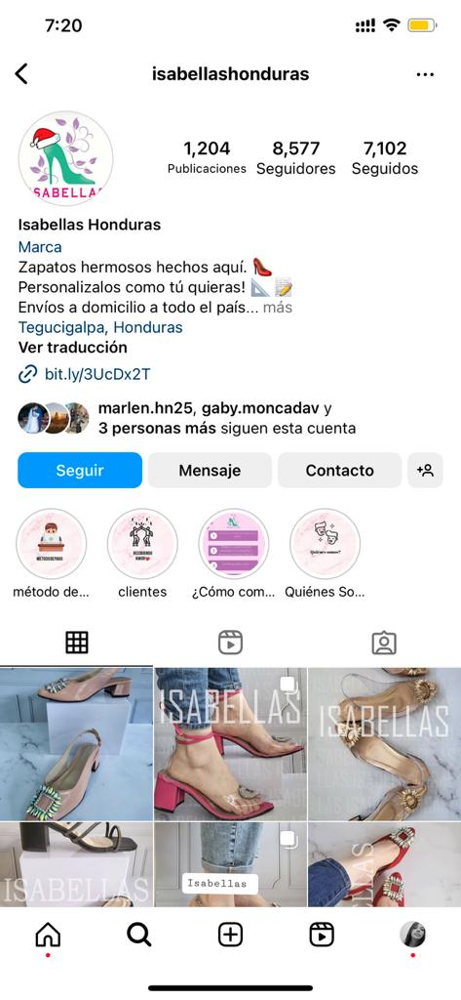 7:20
isabellashonduras
ISABELLAS
1,204 8,577 7,102
Publicaciones Seguidores Seguidos
Isabellas Honduras
Marca
Zapatos hermosos hechos aquí. 👠
Personalizalos como tú quieras! 📐📝
Envíos a domicilio a todo el país... más
Tegucigalpa, Honduras
Ver traducción
bit.ly/3UcDx2T
marlen.hn25, gaby.moncadav y
3 personas más siguen esta cuenta
Seguir Mensaje Contacto
método de... clientes ¿Cómo com... Quiénes So...
ISABELLAS
ISABELLAS
ISABELLAS
Isabellas